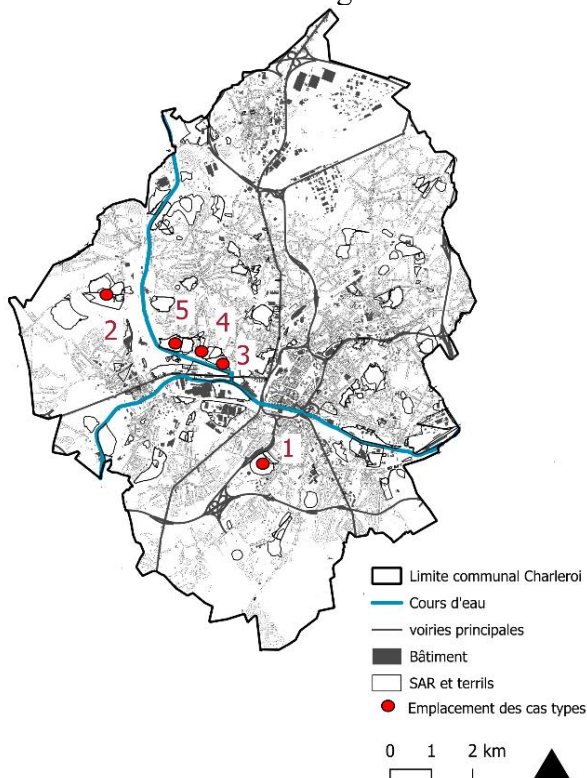 5
4
2
3
1
Limite communal Charleroi
Cours d'eau
voiries principales
Bâtiment
SAR et terrils
Emplacement des cas types
0 1 2 km